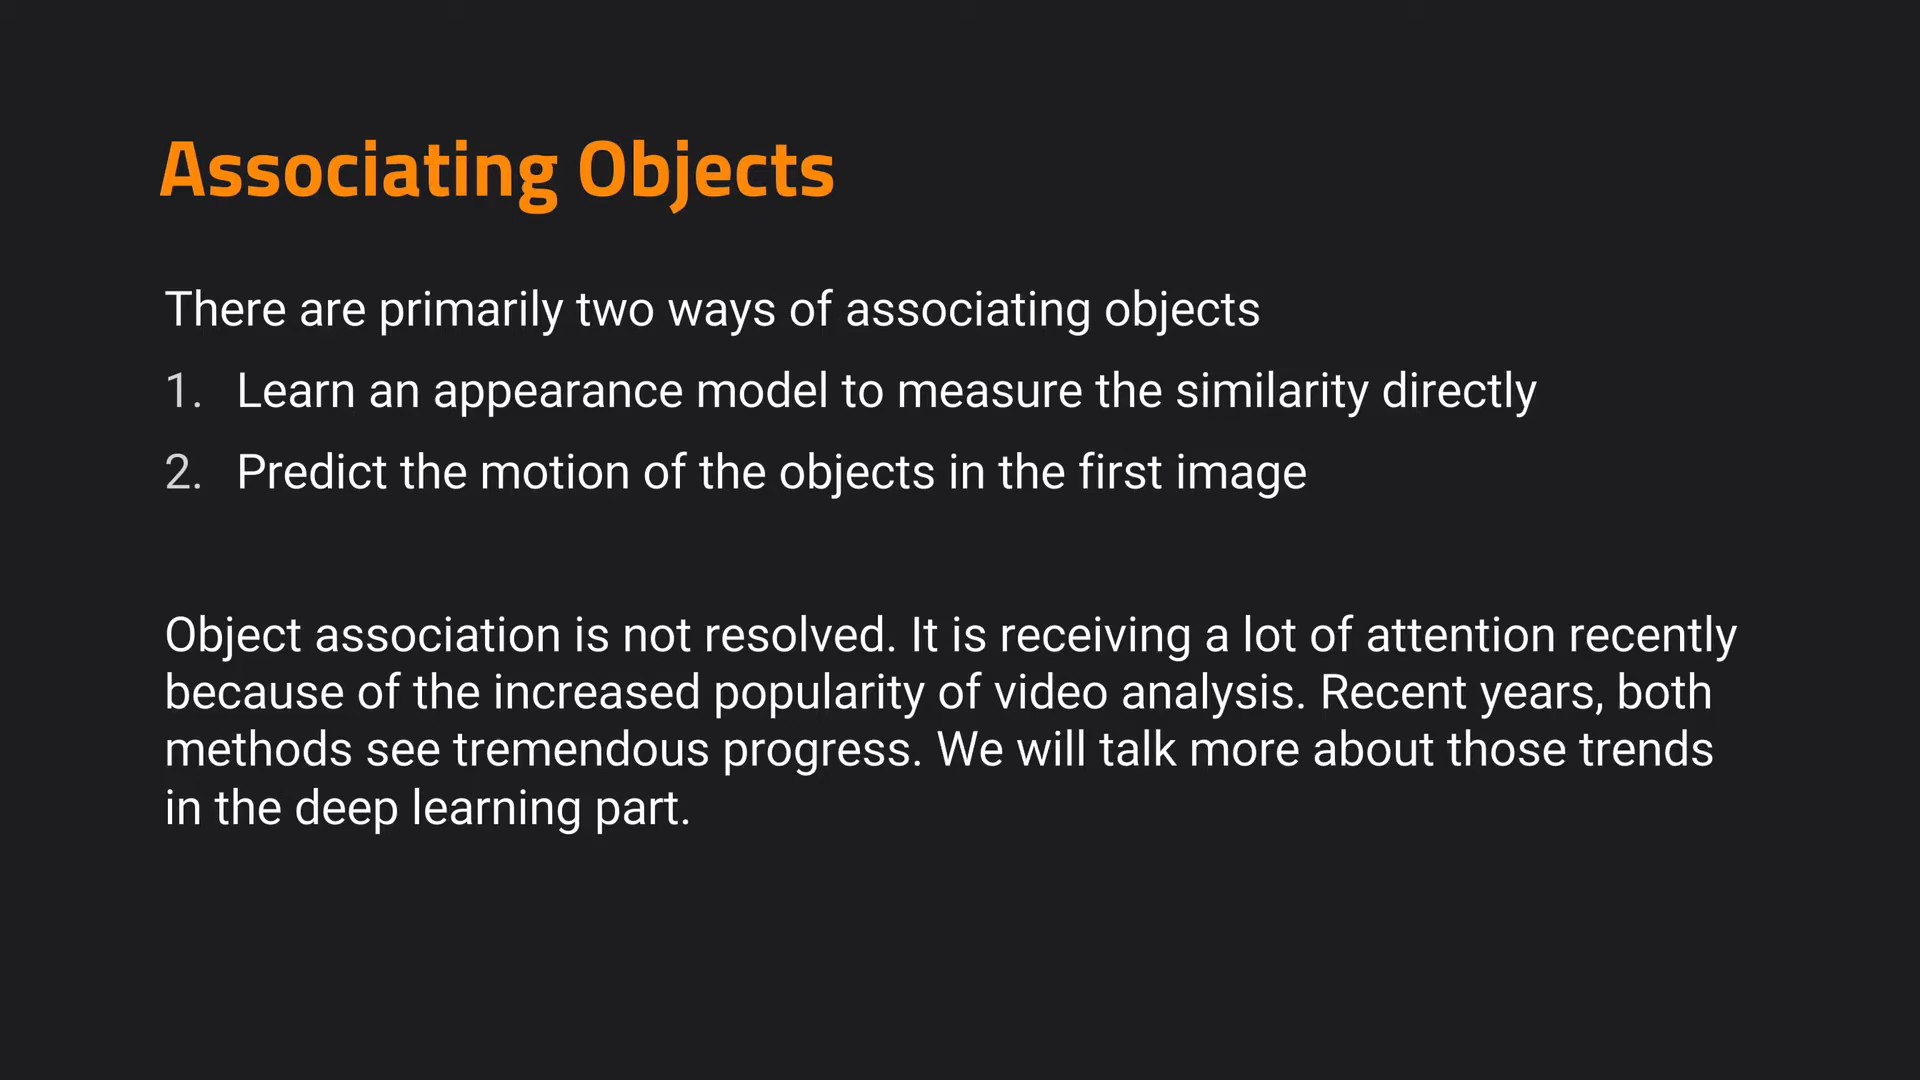 Associating Objects
There are primarily two ways of associating objects
1. Learn an appearance model to measure the similarity directly
2. Predict the motion of the objects in the first image
Object association is not resolved. It is receiving a lot of attention recently
because of the increased popularity of video analysis. Recent years, both
methods see tremendous progress. We will talk more about those trends
in the deep learning part.